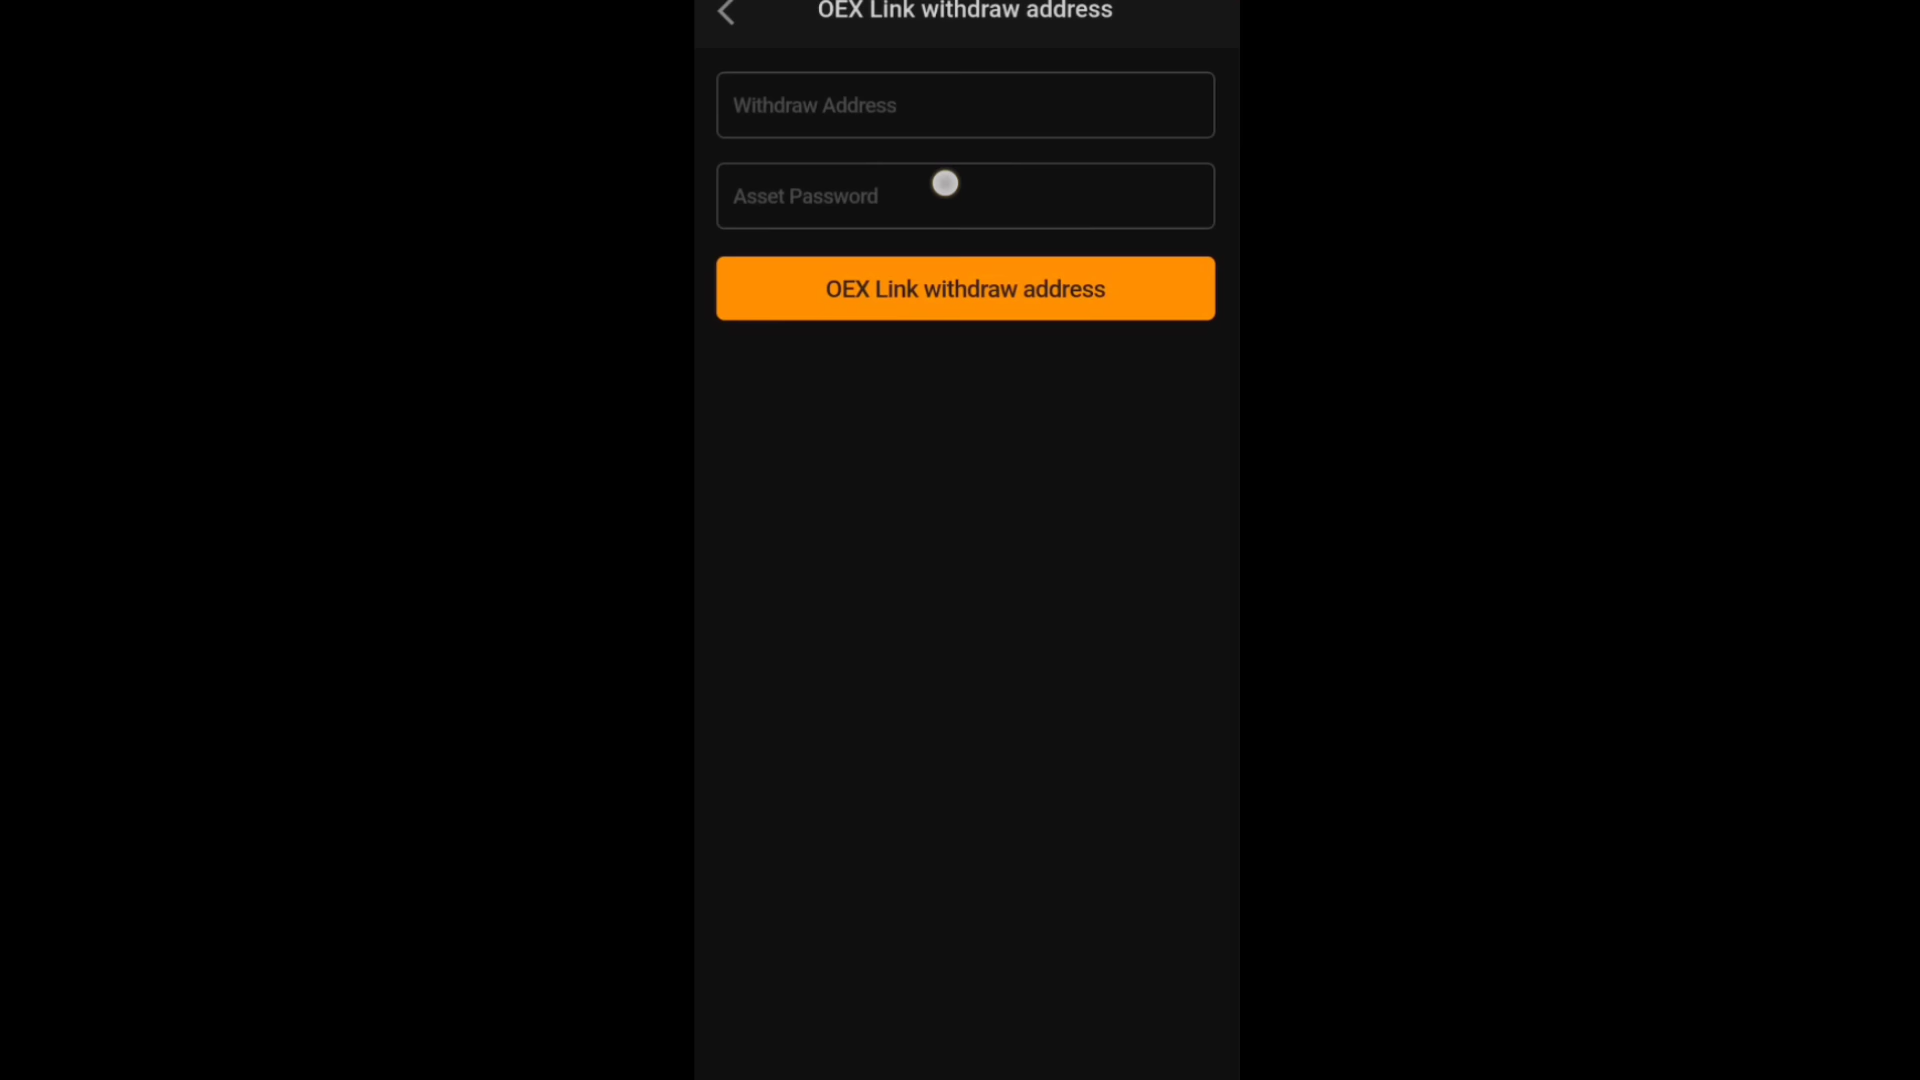 OEX Link withdraw address
Withdraw Address
Asset Password
OEX Link withdraw address